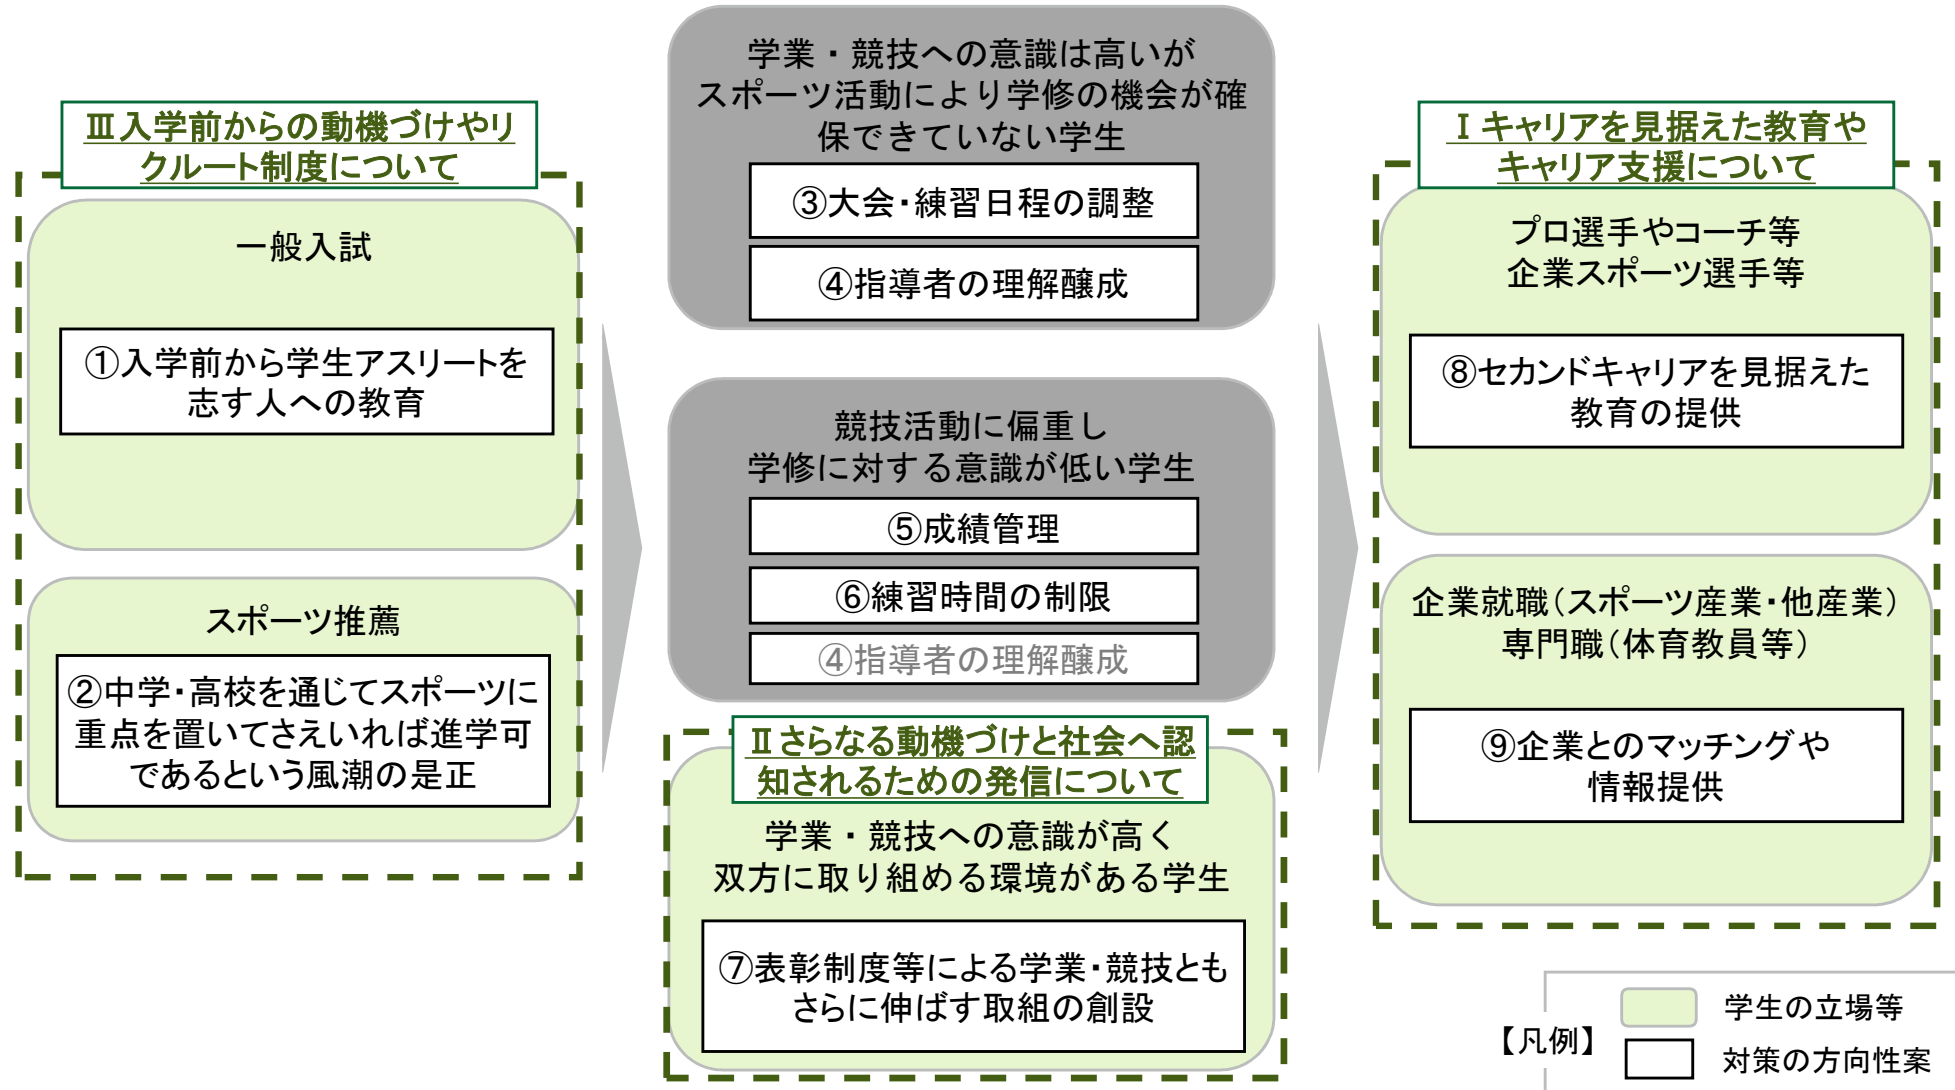 Ⅲ入学前からの動機づけやリ
クルート制度について
一般入試
①入学前から学生アスリートを
志す人への教育
スポーツ推薦
②中学・高校を通じてスポーツに
重点を置いてさえいれば進学可
であるという風潮の是正
学業・競技への意識は高いが
スポーツ活動により学修の機会が確
保できていない学生
③大会・練習日程の調整
④指導者の理解醸成
競技活動に偏重し
学修に対する意識が低い学生
⑤成績管理
⑥練習時間の制限
④指導者の理解醸成
Ⅱさらなる動機づけと社会へ認
知されるための発信について
学業・競技への意識が高く
双方に取り組める環境がある学生
⑦表彰制度等による学業・競技とも
さらに伸ばす取組の創設
Ⅰキャリアを見据えた教育や
キャリア支援について
プロ選手やコーチ等
企業スポーツ選手等
⑧セカンドキャリアを見据えた
教育の提供
企業就職（スポーツ産業・他産業）
専門職（体育教員等）
⑨企業とのマッチングや
情報提供
【凡例】
学生の立場等
対策の方向性案